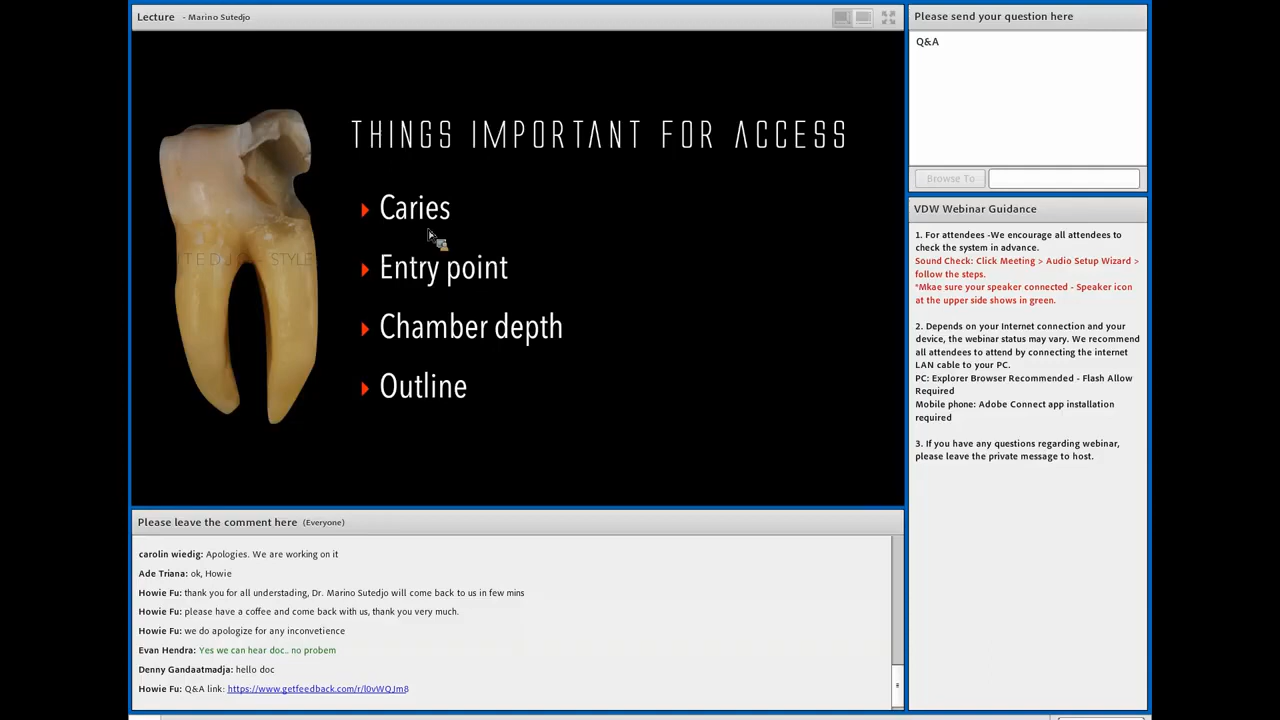 Lecture - Marino Sutedjo
THINGS IMPORTANT FOR ACCESS
Caries
Entry point
Chamber depth
Outline
Please leave the comment here (Everyone)
carolin wiedig: Apologies. We are working on it
Ade Triana: ok, Howie
Howie Fu: thank you for all understading, Dr. Marino Sutedjo will come back to us in few mins
Howie Fu: please have a coffee and come back with us, thank you very much.
Howie Fu: we do apologize for any inconvetience
Evan Hendra: Yes we can hear doc.. no probem
Denny Gandaatmadja: hello doc
Howie Fu: Q&A link: https://www.getfeedback.com/r/l0vWQJm8
Please send your question here
Q&A
Browse To
VDW Webinar Guidance
1. For attendees -We encourage all attendees to
check the system in advance.
Sound Check: Click Meeting > Audio Setup Wizard >
follow the steps.
*Mkae sure your speaker connected - Speaker icon
at the upper side shows in green.
2. Depends on your Internet connection and your
device, the webinar status may vary. We recommend
all attendees to attend by connecting the internet
LAN cable to your PC.
PC: Explorer Browser Recommended - Flash Allow
Required
Mobile phone: Adobe Connect app installation
required
3. If you have any questions regarding webinar,
please leave the private message to host.